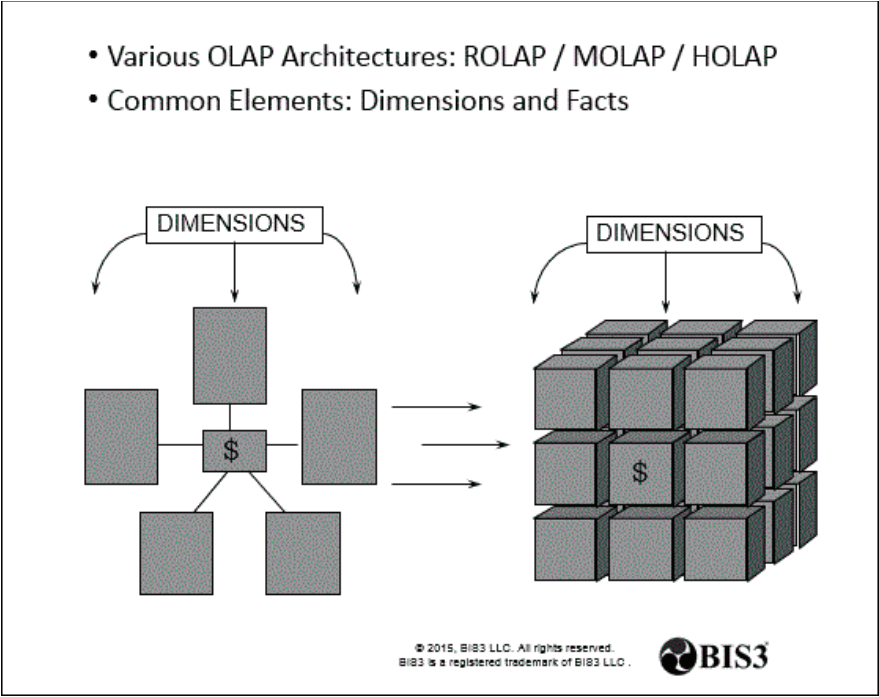 • Various OLAP Architectures: ROLAP / MOLAP / HOLAP
• Common Elements: Dimensions and Facts
DIMENSIONS
DIMENSIONS
$
$
© 2015, BIS3 LLC. All rights reserved.
BIS3 is a registered trademark of BIS3 LLC .
BIS3